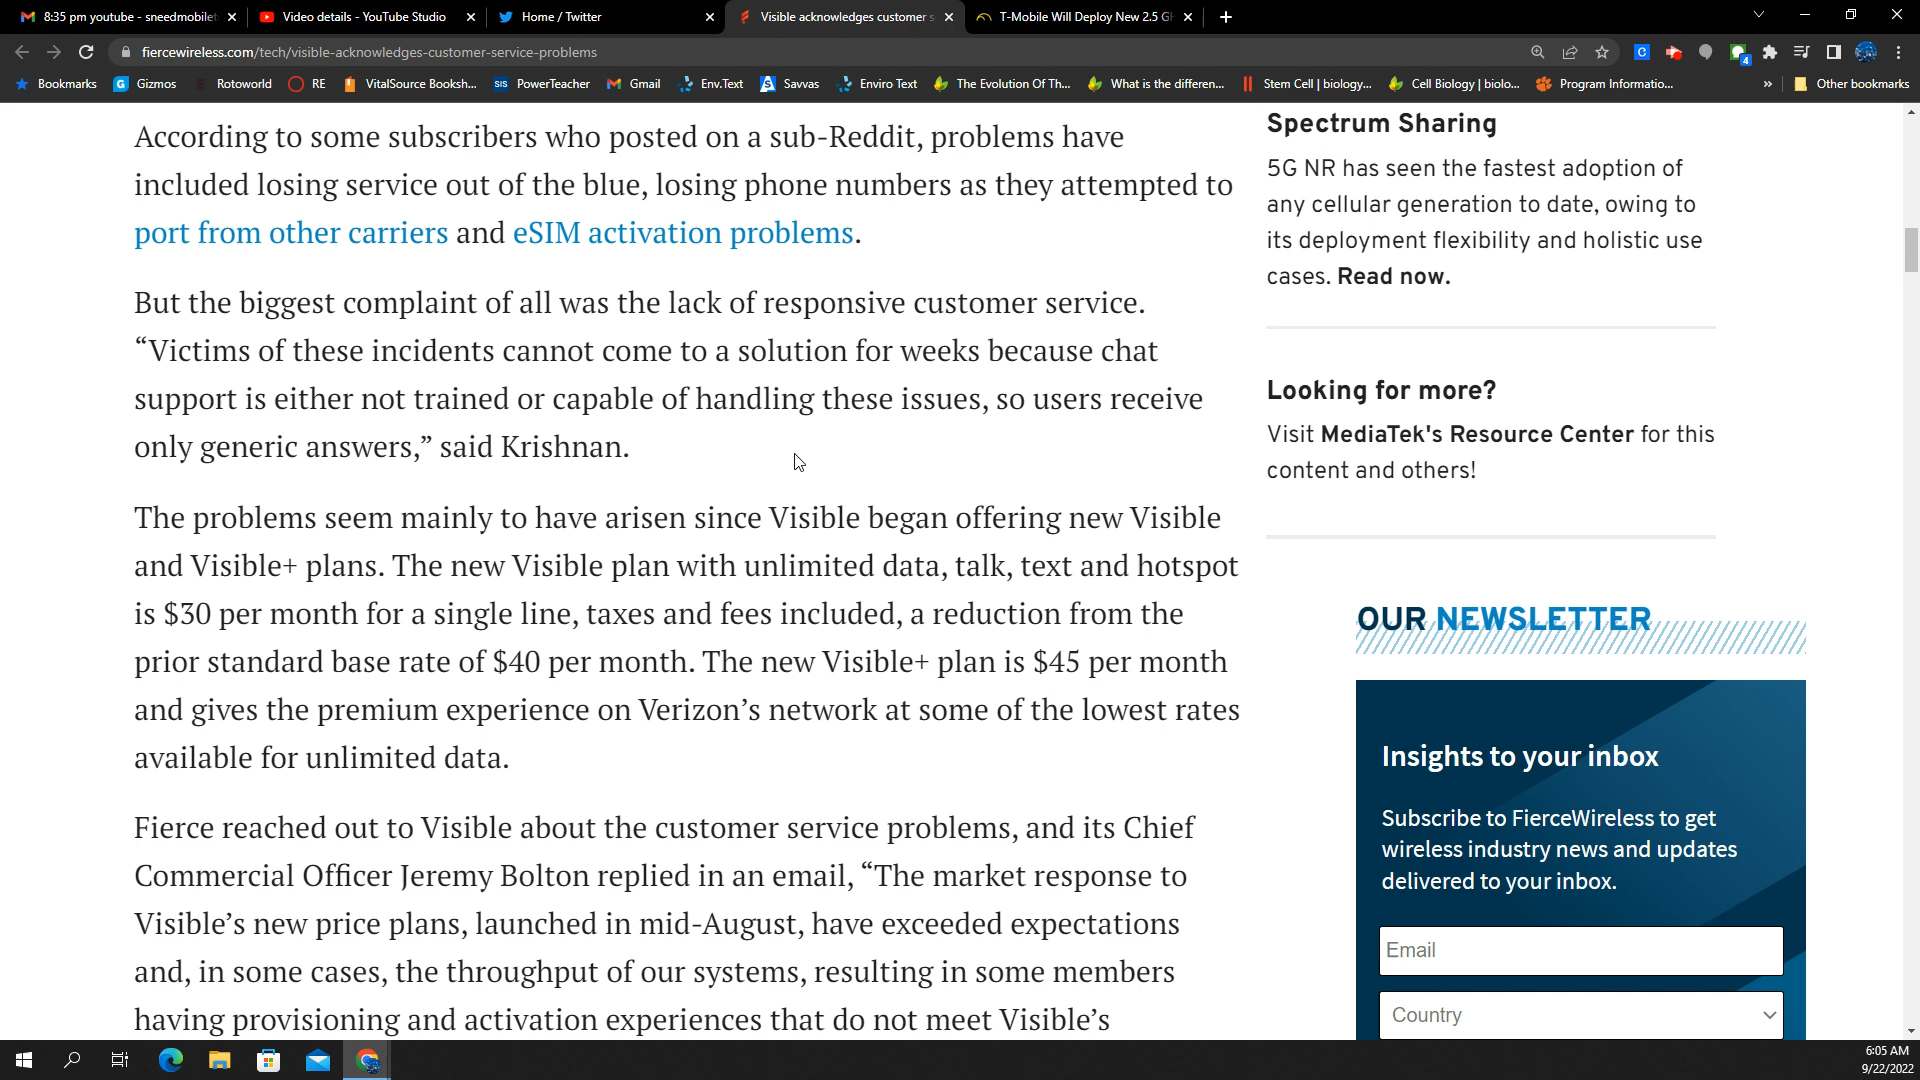 8:35 pm youtube - sneedmobilet
Video details - YouTube Studio
Home / Twitter
Visible acknowledges customer s
T-Mobile Will Deploy New 2.5 GH
fiercewireless.com/tech/visible-acknowledges-customer-service-problems
Bookmarks
Gizmos
Rotoworld
RE
VitalSource Booksh...
SIS
PowerTeacher
Gmail
Env.Text
Savvas
Enviro Text
The Evolution Of Th...
What is the differen...
Stem Cell | biology...
Cell Biology | biolo...
Program Informatio...
»
Other bookmarks
According to some subscribers who posted on a sub-Reddit, problems have
included losing service out of the blue, losing phone numbers as they attempted to
port from other carriers and eSIM activation problems.
But the biggest complaint of all was the lack of responsive customer service.
“Victims of these incidents cannot come to a solution for weeks because chat
support is either not trained or capable of handling these issues, so users receive
only generic answers,” said Krishnan.
The problems seem mainly to have arisen since Visible began offering new Visible
and Visible+ plans. The new Visible plan with unlimited data, talk, text and hotspot
is $30 per month for a single line, taxes and fees included, a reduction from the
prior standard base rate of $40 per month. The new Visible+ plan is $45 per month
and gives the premium experience on Verizon’s network at some of the lowest rates
available for unlimited data.
Fierce reached out to Visible about the customer service problems, and its Chief
Commercial Officer Jeremy Bolton replied in an email, “The market response to
Visible’s new price plans, launched in mid-August, have exceeded expectations
and, in some cases, the throughput of our systems, resulting in some members
having provisioning and activation experiences that do not meet Visible’s
Spectrum Sharing
5G NR has seen the fastest adoption of
any cellular generation to date, owing to
its deployment flexibility and holistic use
cases. Read now.
Looking for more?
Visit MediaTek's Resource Center for this
content and others!
OUR NEWSLETTER
Insights to your inbox
Subscribe to FierceWireless to get
wireless industry news and updates
delivered to your inbox.
Email
Country
6:05 AM
9/22/2022